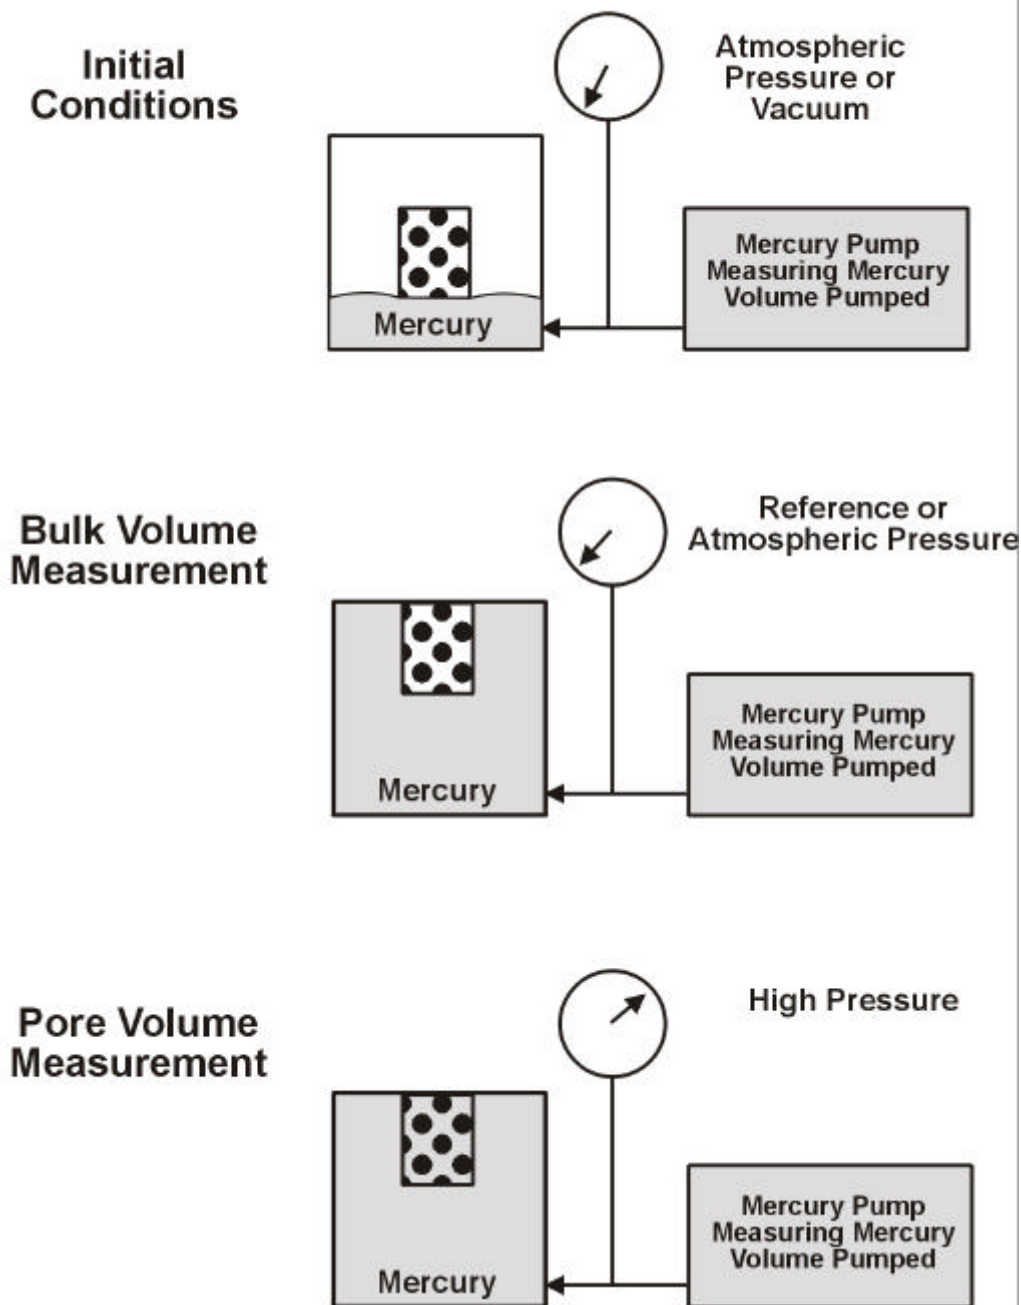 Initial
Conditions
Atmospheric
Pressure or
Vacuum
Mercury Pump
Measuring Mercury
Volume Pumped
Mercury
Bulk Volume
Measurement
Reference or
Atmospheric Pressure
Mercury Pump
Measuring Mercury
Volume Pumped
Mercury
Pore Volume
Measurement
High Pressure
Mercury Pump
Measuring Mercury
Volume Pumped
Mercury